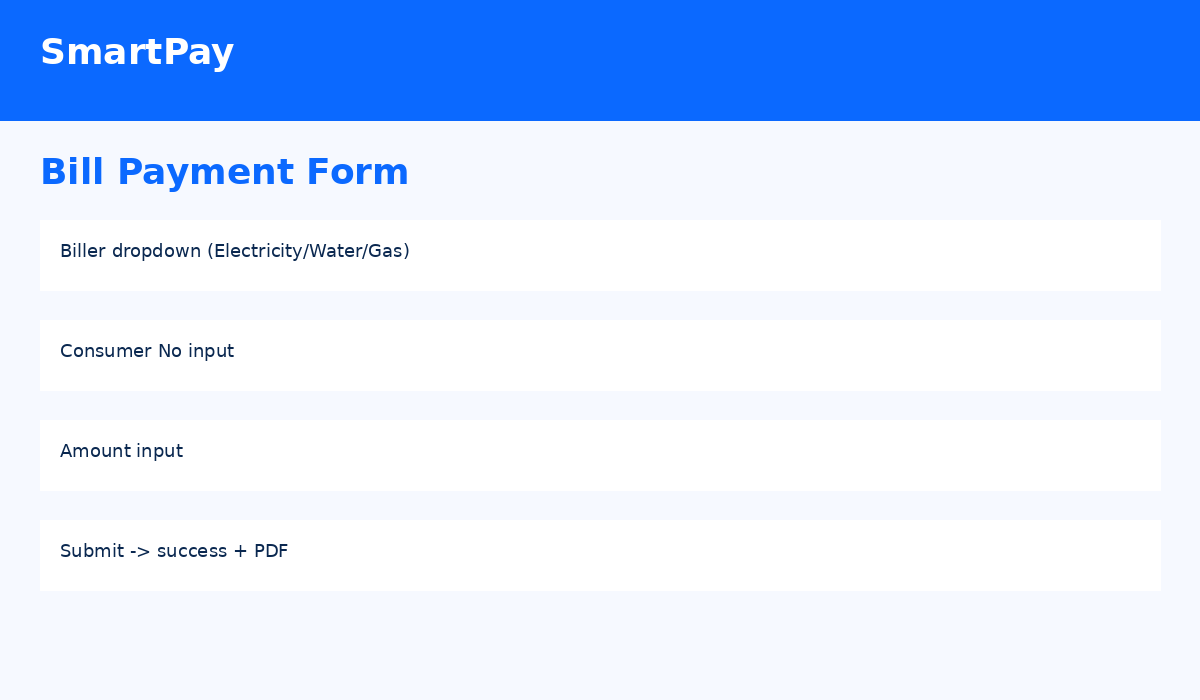 SmartPay
Bill Payment Form
Biller dropdown (Electricity/Water/Gas)
Consumer No input
Amount input
Submit -> success + PDF